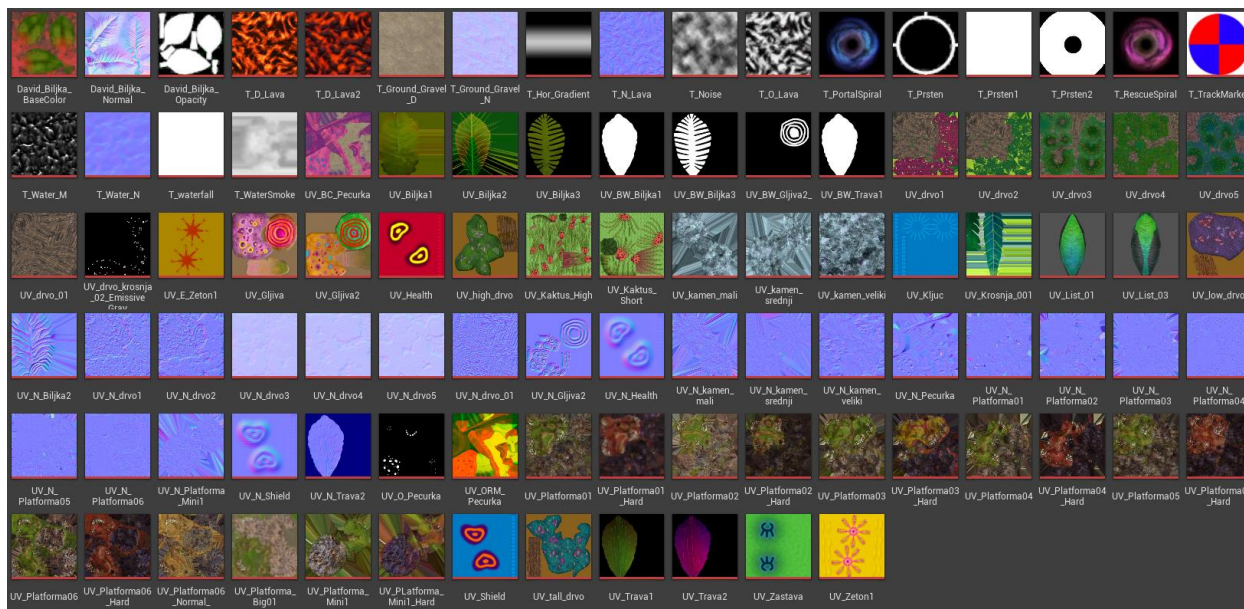 David_Biljka_ David_Biljka_ David_Biljka_ T_D_Lava T_D_Lava2 T_Ground_Gravel T_Ground_Gravel T_Hor_Gradient T_N_Lava T_Noise T_O_Lava T_PortalSpiral T_Prsten T_Prsten1 T_Prsten2 T_RescueSpiral T_TrackMarke
BaseColor Normal Opacity _D _N
T_Water_M T_Water_N T_waterfall T_WaterSmoke UV_BC_Pecurka UV_Biljka1 UV_Biljka2 UV_Biljka3 UV_BW_Biljka1 UV_BW_Biljka3 UV_BW_Gljiva2_ UV_BW_Trava1 UV_drvo1 UV_drvo2 UV_drvo3 UV_drvo4 UV_drvo5
UV_drvo_01 UV_drvo_krosnja UV_E_Zeton1 UV_Gljiva UV_Gljiva2 UV_Health UV_high_drvo UV_Kaktus_High UV_Kaktus_ UV_kamen_mali UV_kamen_ UV_kamen_veliki UV_Kljuc UV_Krosnja_001 UV_List_01 UV_List_03 UV_low_drvo
_02_Emissive Short srednji
Gray
UV_N_Biljka2 UV_N_drvo1 UV_N_drvo2 UV_N_drvo3 UV_N_drvo4 UV_N_drvo5 UV_N_drvo_01 UV_N_Gljiva2 UV_N_Health UV_N_kamen_ UV_N_kamen_ UV_N_kamen_ UV_N_Pecurka UV_N_ UV_N_ UV_N_ UV_N_
mali srednji veliki Platforma01 Platforma02 Platforma03 Platforma04
UV_N_ UV_N_ UV_N_Platforma UV_N_Shield UV_N_Trava2 UV_O_Pecurka UV_ORM_ UV_Platforma01 UV_Platforma01 UV_Platforma02 UV_Platforma02 UV_Platforma03 UV_Platforma03 UV_Platforma04 UV_Platforma04 UV_Platforma05
Platforma05 Platforma06 _Mini1 Pecurka _Hard _Hard _Hard _Hard _Hard
UV_Platforma06 UV_Platforma06 UV_Platforma06 UV_Platforma_ UV_Platforma_ UV_PLatforma_ UV_Shield UV_tall_drvo UV_Trava1 UV_Trava2 UV_Zastava UV_Zeton1
_Hard _Normal_ Big01 Mini1 Mini1_Hard